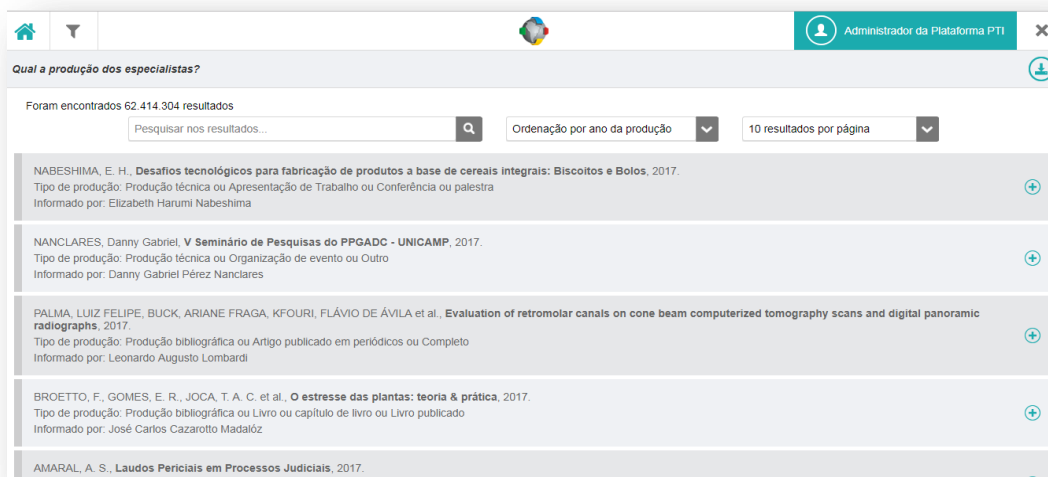 Administrador da Plataforma PTI
Qual a produção dos especialistas?
Foram encontrados 62.414.304 resultados
Pesquisar nos resultados...
Ordenação por ano da produção
10 resultados por página
NABESHIMA, E. H., Desafios tecnológicos para fabricação de produtos a base de cereais integrais: Biscoitos e Bolos, 2017.
Tipo de produção: Produção técnica ou Apresentação de Trabalho ou Conferência ou palestra
Informado por: Elizabeth Harumi Nabeshima
NANCLARES, Danny Gabriel, V Seminário de Pesquisas do PPGADC - UNICAMP, 2017.
Tipo de produção: Produção técnica ou Organização de evento ou Outro
Informado por: Danny Gabriel Pérez Nanclares
PALMA, LUIZ FELIPE, BUCK, ARIANE FRAGA, KFOURI, FLÁVIO DE ÁVILA et al., Evaluation of retromolar canals on cone beam computerized tomography scans and digital panoramic
radiographs, 2017.
Tipo de produção: Produção bibliográfica ou Artigo publicado em periódicos ou Completo
Informado por: Leonardo Augusto Lombardi
BROETTO, F., GOMES, E. R., JOCA, T. A. C. et al., O estresse das plantas: teoria & prática, 2017.
Tipo de produção: Produção bibliográfica ou Livro ou capítulo de livro ou Livro publicado
Informado por: José Carlos Cazarotto Madalóz
AMARAL, A. S., Laudos Periciais em Processos Judiciais, 2017.